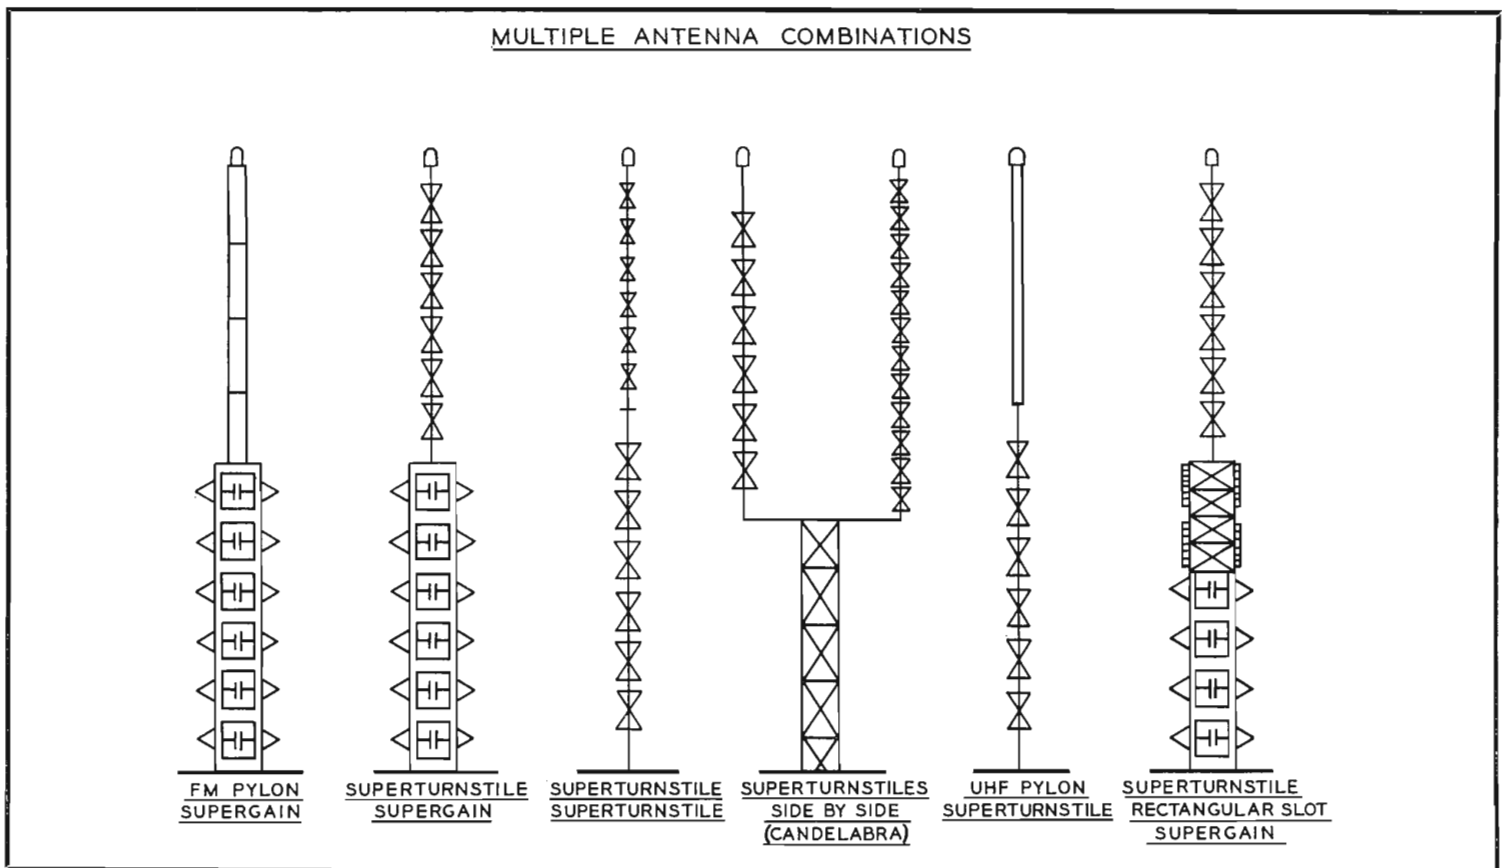 MULTIPLE ANTENNA COMBINATIONS
FM PYLON
SUPERGAIN
SUPERTURNSTILE
SUPERGAIN
SUPERTURNSTILE
SUPERTURNSTILE
SUPERTURNSTILES
SIDE BY SIDE
(CANDELABRA)
UHF PYLON
SUPERTURNSTILE
SUPERTURNSTILE
RECTANGULAR SLOT
SUPERGAIN